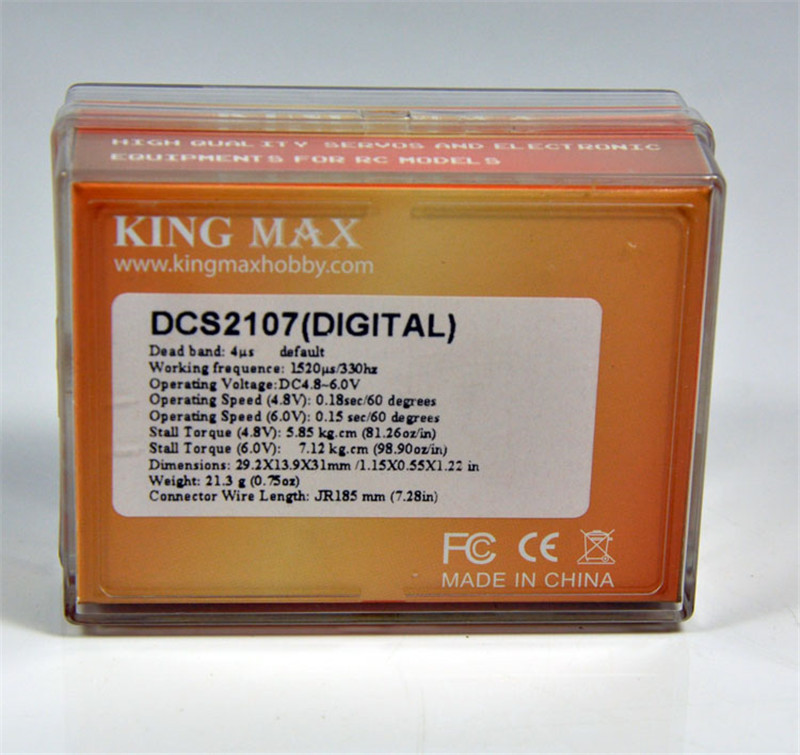 KING MAX
HIGH QUALITY SERVOS AND ELECTRONIC
EQUIPMENTS FOR RC MODELS
KING MAX
www.kingmaxhobby.com
DCS2107(DIGITAL)
Dead band: 4μs default
Working frequence: 1520μs/330hz
Operating Voltage:DC4.8~6.0V
Operating Speed (4.8V): 0.18sec/60 degrees
Operating Speed (6.0V): 0.15 sec/60 degrees
Stall Torque (4.8V): 5.85 kg.cm (81.26oz/in)
Stall Torque (6.0V): 7.12 kg.cm (98.90oz/in)
Dimensions: 29.2X13.9X31mm /1.15X0.55X1.22 in
Weight: 21.3 g (0.75oz)
Connector Wire Length: JR185 mm (7.28in)
FC CE
MADE IN CHINA